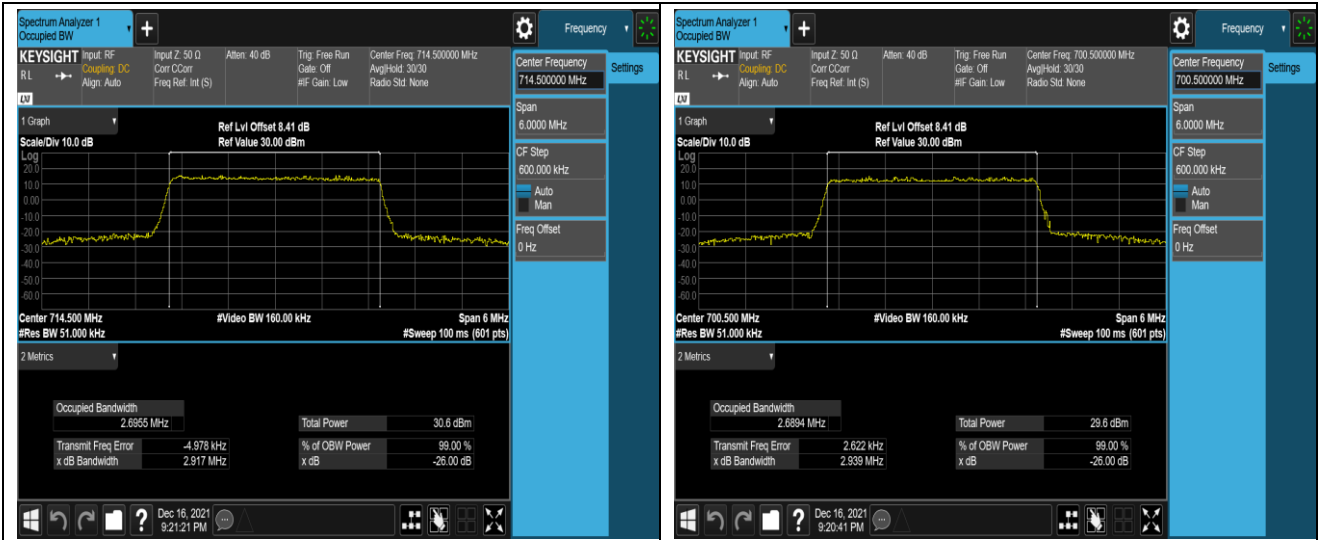 Spectrum Analyzer 1
Occupied BW
+
Frequency
KEYSIGHT Input: RF Input Z: 50 Ω Atten: 40 dB Trig: Free Run Center Freq: 714.500000 MHz
RL Coupling: DC Corr CCorr Gate: Off Avg|Hold: 30/30
Align: Auto Freq Ref: Int (S) #IF Gain: Low Radio Std: None
LXI
Center Frequency
714.500000 MHz
Settings
Span
6.0000 MHz
CF Step
600.000 kHz
Auto
Man
Freq Offset
0 Hz
1 Graph
Ref Lvl Offset 8.41 dB
Scale/Div 10.0 dB Ref Value 30.00 dBm
Log
20.0
10.0
0.00
-10.0
-20.0
-30.0
-40.0
-50.0
-60.0
Center 714.500 MHz #Video BW 160.00 kHz Span 6 MHz
#Res BW 51.000 kHz #Sweep 100 ms (601 pts)
2 Metrics
Occupied Bandwidth
2.6955 MHz Total Power 30.6 dBm
Transmit Freq Error -4.978 kHz % of OBW Power 99.00 %
x dB Bandwidth 2.917 MHz x dB -26.00 dB
? Dec 16, 2021
9:21:21 PM
Spectrum Analyzer 1
Occupied BW
+
Frequency
KEYSIGHT Input: RF Input Z: 50 Ω Atten: 40 dB Trig: Free Run Center Freq: 700.500000 MHz
RL Coupling: DC Corr CCorr Gate: Off Avg|Hold: 30/30
Align: Auto Freq Ref: Int (S) #IF Gain: Low Radio Std: None
LXI
Center Frequency
700.500000 MHz
Settings
Span
6.0000 MHz
CF Step
600.000 kHz
Auto
Man
Freq Offset
0 Hz
1 Graph
Ref Lvl Offset 8.41 dB
Scale/Div 10.0 dB Ref Value 30.00 dBm
Log
20.0
10.0
0.00
-10.0
-20.0
-30.0
-40.0
-50.0
-60.0
Center 700.500 MHz #Video BW 160.00 kHz Span 6 MHz
#Res BW 51.000 kHz #Sweep 100 ms (601 pts)
2 Metrics
Occupied Bandwidth
2.6894 MHz Total Power 29.6 dBm
Transmit Freq Error 2.622 kHz % of OBW Power 99.00 %
x dB Bandwidth 2.939 MHz x dB -26.00 dB
? Dec 16, 2021
9:20:41 PM